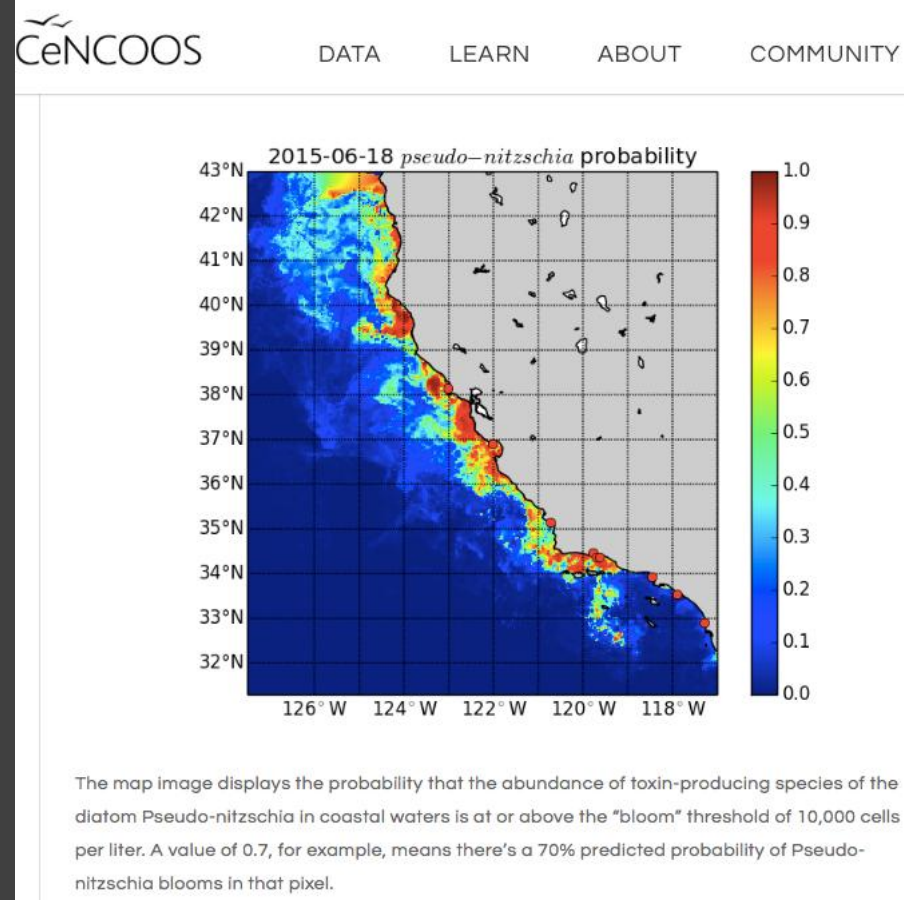 CeNCOOS
DATA LEARN ABOUT COMMUNITY
2015-06-18 pseudo−nitzschia probability
43°N
42°N
41°N
40°N
39°N
38°N
37°N
36°N
35°N
34°N
33°N
32°N
126°W 124°W 122°W 120°W 118°W
1.0
0.9
0.8
0.7
0.6
0.5
0.4
0.3
0.2
0.1
0.0
The map image displays the probability that the abundance of toxin-producing species of the
diatom Pseudo-nitzschia in coastal waters is at or above the “bloom” threshold of 10,000 cells
per liter. A value of 0.7, for example, means there’s a 70% predicted probability of Pseudo-
nitzschia blooms in that pixel.